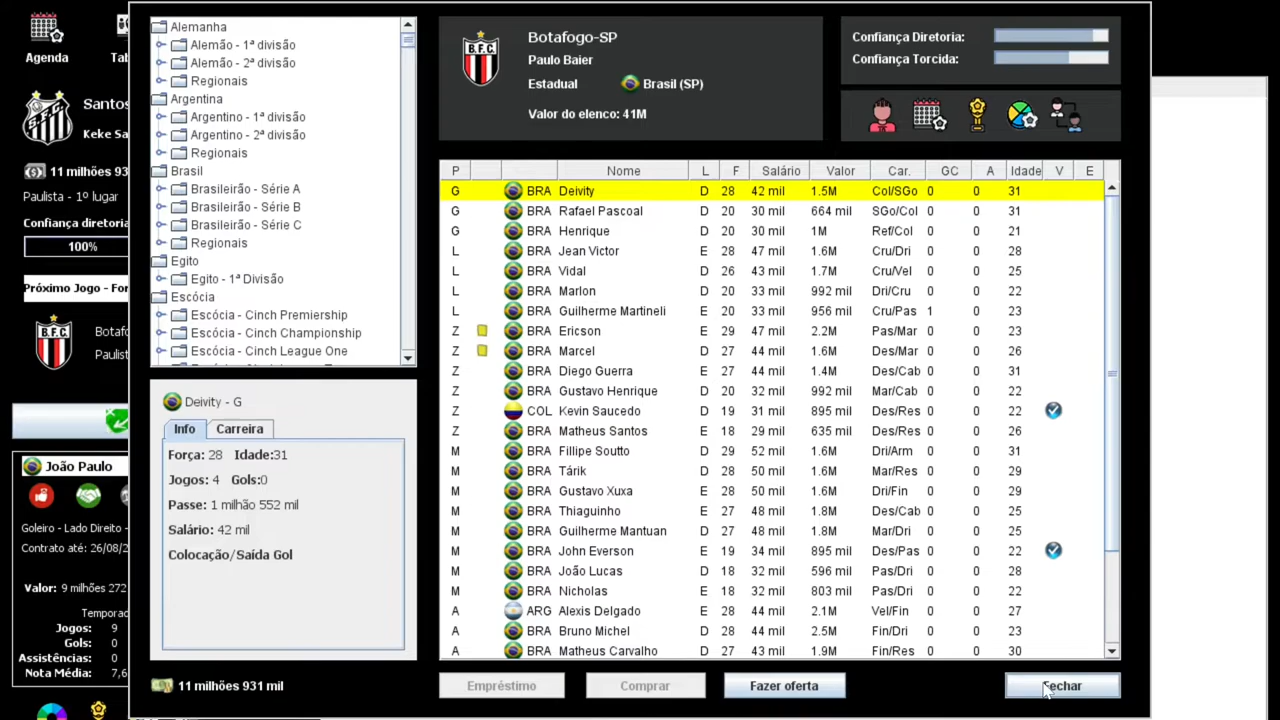 Agenda
Tab
Santos
Keke Sa
11 milhões 93
Paulista - 1º lugar
Confiança diretoria
100%
Próximo Jogo - For
B.F.C
Botafo
Paulist
João Paulo
Goleiro - Lado Direito -
Contrato até: 26/08/2
Valor: 9 milhões 272
Temporad
Jogos: 9
Gols: 0
Assistências: 0
Nota Média: 7,6
Alemanha
Alemão - 1ª divisão
Alemão - 2ª divisão
Regionais
Argentina
Argentino - 1ª divisão
Argentino - 2ª divisão
Regionais
Brasil
Brasileirão - Série A
Brasileirão - Série B
Brasileirão - Série C
Regionais
Egito
Egito - 1ª Divisão
Escócia
Escócia - Cinch Premiership
Escócia - Cinch Championship
Escócia - Cinch League One
Deivity - G
Info Carreira
Força: 28 Idade:31
Jogos: 4 Gols:0
Passe: 1 milhão 552 mil
Salário: 42 mil
Colocação/Saída Gol
11 milhões 931 mil
B.F.C
Botafogo-SP
Paulo Baier
Estadual Brasil (SP)
Valor do elenco: 41M
Confiança Diretoria:
Confiança Torcida:
P Nome L F Salário Valor Car. GC A Idade V E
G BRA Deivity D 28 42 mil 1.5M Col/SGo 0 0 31
G BRA Rafael Pascoal D 20 30 mil 664 mil SGo/Col 0 0 31
G BRA Henrique D 20 30 mil 1M Ref/Col 0 0 21
L BRA Jean Victor E 28 47 mil 1.6M Cru/Dri 0 0 28
L BRA Vidal D 26 43 mil 1.7M Cru/Vel 0 0 25
L BRA Marlon D 20 33 mil 992 mil Dri/Cru 0 0 22
L BRA Guilherme Martineli E 20 33 mil 956 mil Cru/Pas 1 0 23
Z BRA Ericson E 29 47 mil 2.2M Pas/Mar 0 0 23
Z BRA Marcel D 27 44 mil 1.6M Des/Mar 0 0 26
Z BRA Diego Guerra E 27 44 mil 1.4M Des/Cab 0 0 31
Z BRA Gustavo Henrique D 20 32 mil 992 mil Mar/Cab 0 0 22
Z COL Kevin Saucedo D 19 31 mil 895 mil Des/Res 0 0 22
Z BRA Matheus Santos E 18 29 mil 635 mil Des/Res 0 0 26
M BRA Fillipe Soutto D 29 52 mil 1.6M Dri/Arm 0 0 31
M BRA Tárik D 28 50 mil 1.6M Mar/Res 0 0 29
M BRA Gustavo Xuxa E 28 50 mil 1.6M Dri/Fin 0 0 29
M BRA Thiaguinho E 27 48 mil 1.8M Des/Cab 0 0 25
M BRA Guilherme Mantuan D 27 48 mil 1.8M Mar/Dri 0 0 25
M BRA John Everson E 19 34 mil 895 mil Des/Pas 0 0 22
M BRA João Lucas D 18 32 mil 596 mil Pas/Dri 0 0 28
M BRA Nicholas E 18 32 mil 803 mil Pas/Dri 0 0 22
A ARG Alexis Delgado E 28 44 mil 2.1M Vel/Fin 0 0 27
A BRA Bruno Michel D 28 44 mil 2.5M Fin/Dri 0 0 23
A BRA Matheus Carvalho D 27 43 mil 1.9M Fin/Res 0 0 30
Empréstimo Comprar Fazer oferta Fechar